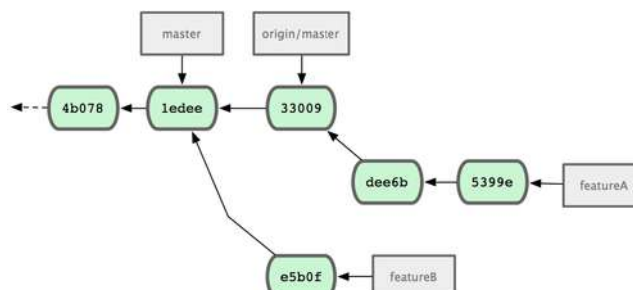 master
origin/master
4b078
1edee
33009
dee6b
5399e
featureA
e5b0f
featureB